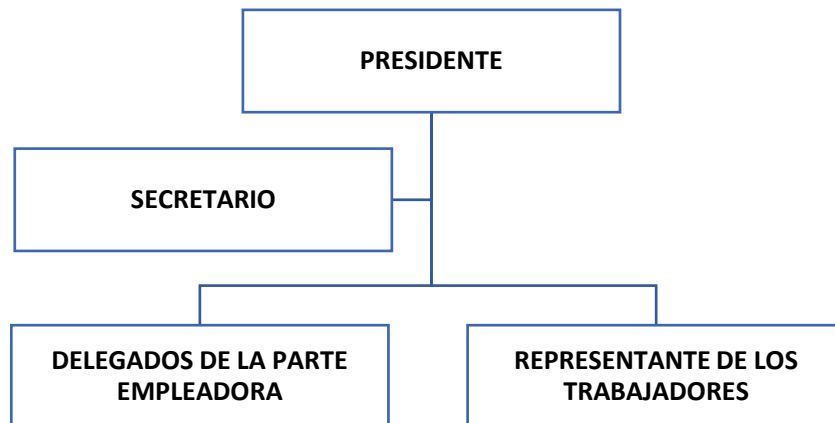 PRESIDENTE
SECRETARIO
DELEGADOS DE LA PARTE
EMPLEADORA
REPRESENTANTE DE LOS
TRABAJADORES